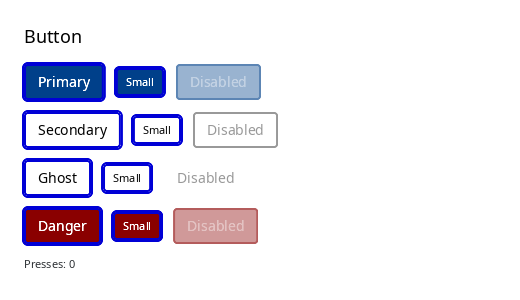 Button
Primary Small Disabled
Secondary Small Disabled
Ghost Small Disabled
Danger Small Disabled
Presses: 0